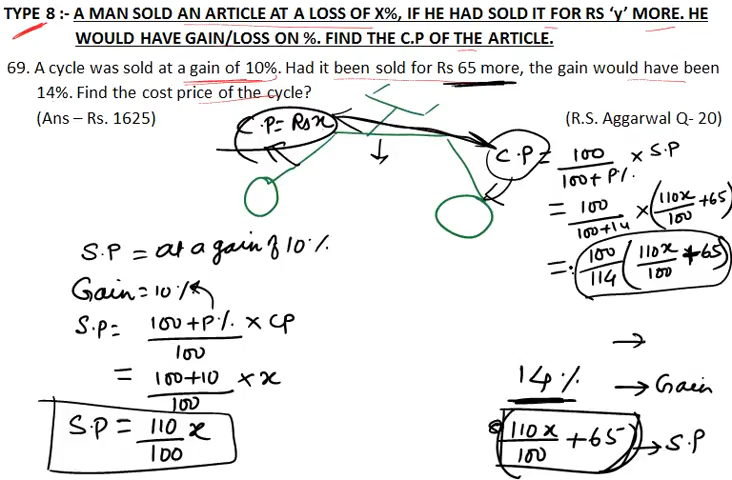 TYPE 8 :- A MAN SOLD AN ARTICLE AT A LOSS OF X%, IF HE HAD SOLD IT FOR RS 'y' MORE. HE
WOULD HAVE GAIN/LOSS ON %. FIND THE C.P OF THE ARTICLE.
69. A cycle was sold at a gain of 10%. Had it been sold for Rs 65 more, the gain would have been
14%. Find the cost price of the cycle?
(Ans – Rs. 1625) (R.S. Aggarwal Q- 20)
C.P = Rs x
C.P = 100/(100+P%) × S.P
= 100/(100+14) × (110x/100 + 65)
=: 100/114 (110x/100 + 65)
S.P = at a gain of 10%.
Gain = 10%
S.P = (100+P%)/100 × CP
= (100+10)/100 × x
S.P = 110/100 x
→
14% → Gain
110x/100 + 65 → S.P